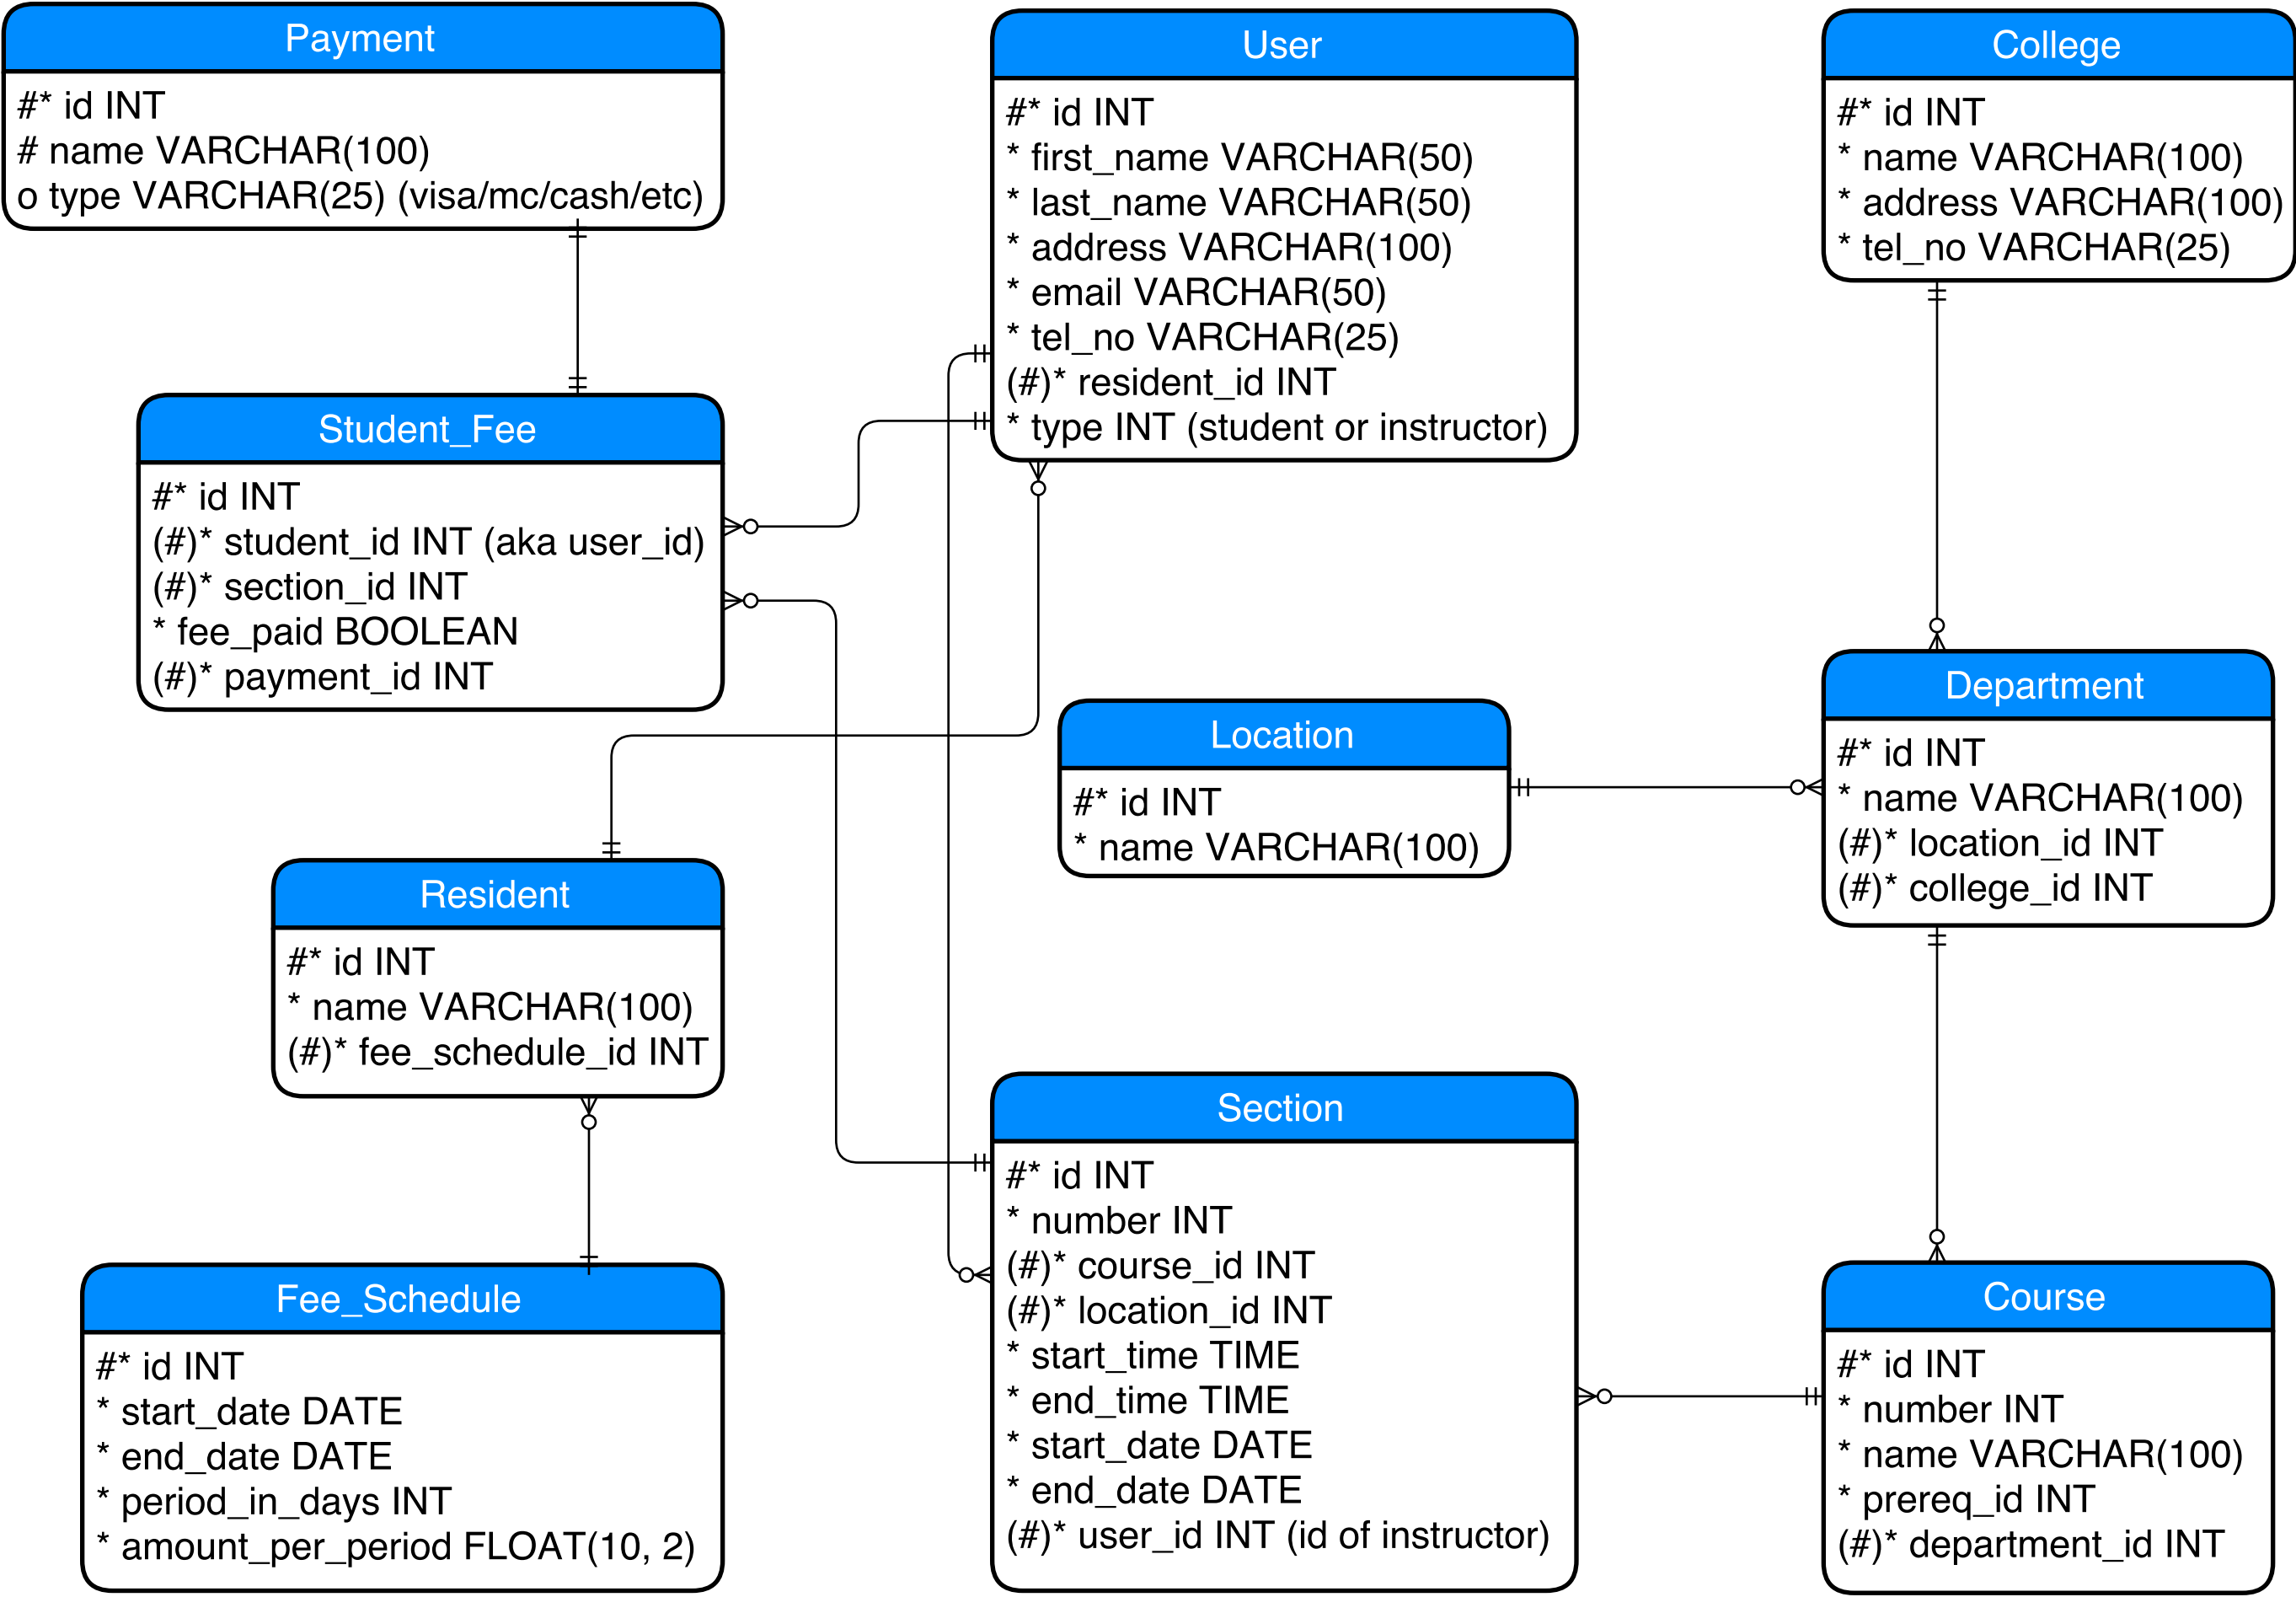 Payment
#* id INT
# name VARCHAR(100)
o type VARCHAR(25) (visa/mc/cash/etc)
User
#* id INT
* first_name VARCHAR(50)
* last_name VARCHAR(50)
* address VARCHAR(100)
* email VARCHAR(50)
* tel_no VARCHAR(25)
(#)* resident_id INT
* type INT (student or instructor)
College
#* id INT
* name VARCHAR(100)
* address VARCHAR(100)
* tel_no VARCHAR(25)
Student_Fee
#* id INT
(#)* student_id INT (aka user_id)
(#)* section_id INT
* fee_paid BOOLEAN
(#)* payment_id INT
Location
#* id INT
* name VARCHAR(100)
Department
#* id INT
* name VARCHAR(100)
(#)* location_id INT
(#)* college_id INT
Resident
#* id INT
* name VARCHAR(100)
(#)* fee_schedule_id INT
Section
#* id INT
* number INT
(#)* course_id INT
(#)* location_id INT
* start_time TIME
* end_time TIME
* start_date DATE
* end_date DATE
(#)* user_id INT (id of instructor)
Fee_Schedule
#* id INT
* start_date DATE
* end_date DATE
* period_in_days INT
* amount_per_period FLOAT(10, 2)
Course
#* id INT
* number INT
* name VARCHAR(100)
* prereq_id INT
(#)* department_id INT